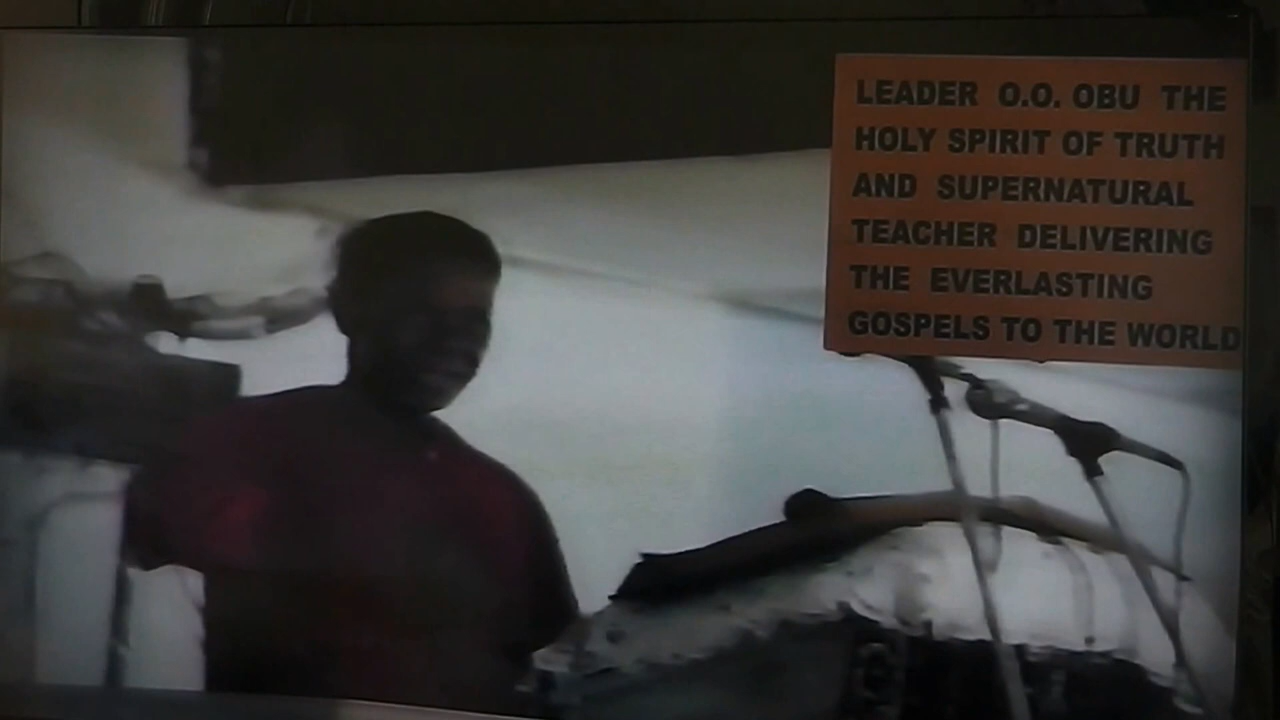 LEADER O.O. OBU THE
HOLY SPIRIT OF TRUTH
AND SUPERNATURAL
TEACHER DELIVERING
THE EVERLASTING
GOSPELS TO THE WORLD